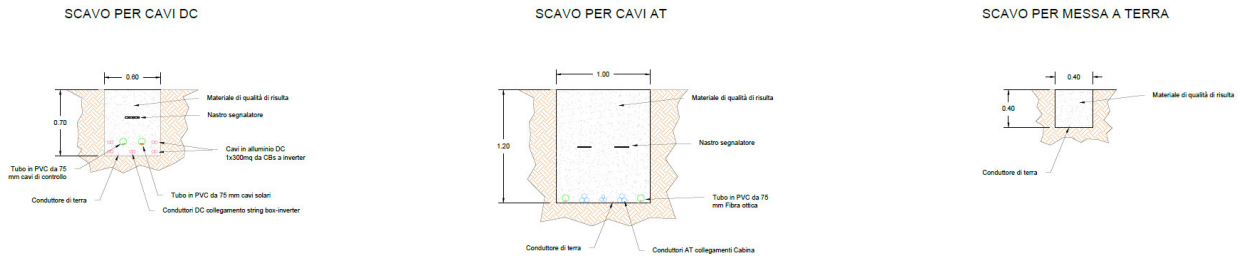 SCAVO PER CAVI DC
0.60
0.70
Materiale di qualità di risulta
Nastro segnalatore
Cavi in alluminio DC
1x300mq da CBs a inverter
Tubo in PVC da 75
mm cavi di controllo
Tubo in PVC da 75 mm cavi solari
Conduttore di terra
Conduttori DC collegamento string box-inverter
SCAVO PER CAVI AT
1.00
1.20
Materiale di qualità di risulta
Nastro segnalatore
Tubo in PVC da 75
mm Fibra ottica
Conduttore di terra
Conduttori AT collegamenti Cabina
SCAVO PER MESSA A TERRA
0.40
0.40
Materiale di qualità di risulta
Conduttore di terra